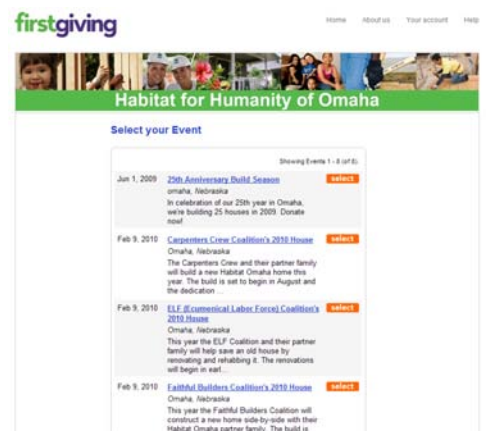 firstgiving
Home About us Your account Help
Habitat for Humanity of Omaha
Select your Event
Showing Events 1 - 8 (of 8).
Jun 1, 2009 25th Anniversary Build Season select
omaha, Nebraska
In celebration of our 25th year in Omaha,
we're building 25 houses in 2009. Donate
now!
Feb 9, 2010 Carpenters Crew Coalition's 2010 House select
Omaha, Nebraska
The Carpenters Crew and their partner family
will build a new Habitat Omaha home this
year. The build is set to begin in August and
the dedication ...
Feb 9, 2010 ELF (Ecumenical Labor Force) Coalition's select
2010 House
Omaha, Nebraska
This year the ELF Coalition and their partner
family will help save an old house by
renovating and rehabbing it. The renovations
will begin in earl...
Feb 9, 2010 Faithful Builders Coalition's 2010 House select
Omaha, Nebraska
This year the Faithful Builders Coalition will
construct a new home side-by-side with their
Habitat Omaha partner family. The build is